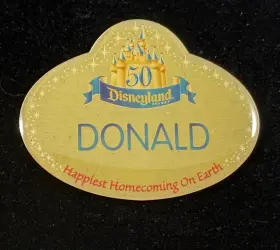 50
Disneyland
DONALD
Happiest Homecoming On Earth